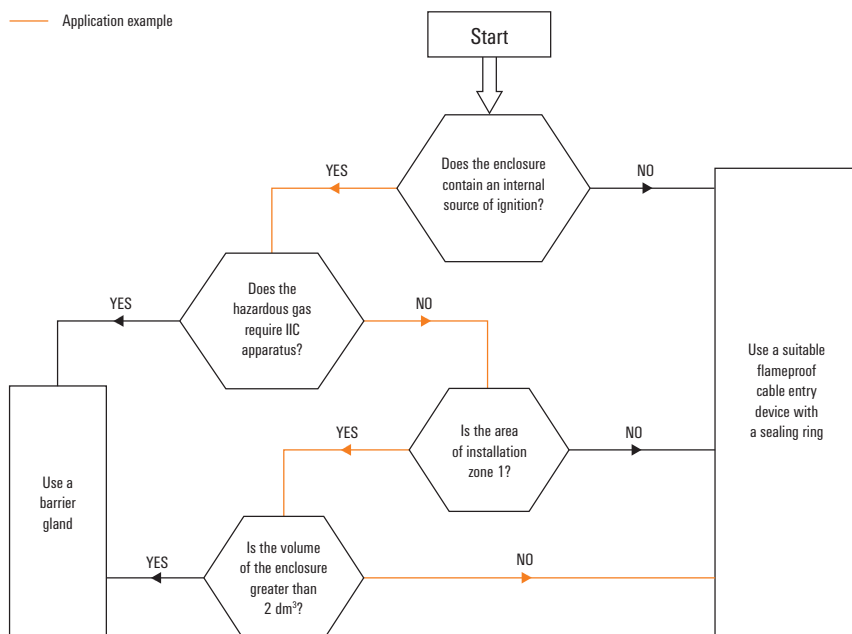 Application example
Start
Does the enclosure
contain an internal
source of ignition?
YES
NO
Does the
hazardous gas
require IIC
apparatus?
YES
NO
Is the area
of installation
zone 1?
YES
NO
Use a suitable
flameproof
cable entry
device with
a sealing ring
Use a
barrier
gland
Is the volume
of the enclosure
greater than
2 dm³?
YES
NO